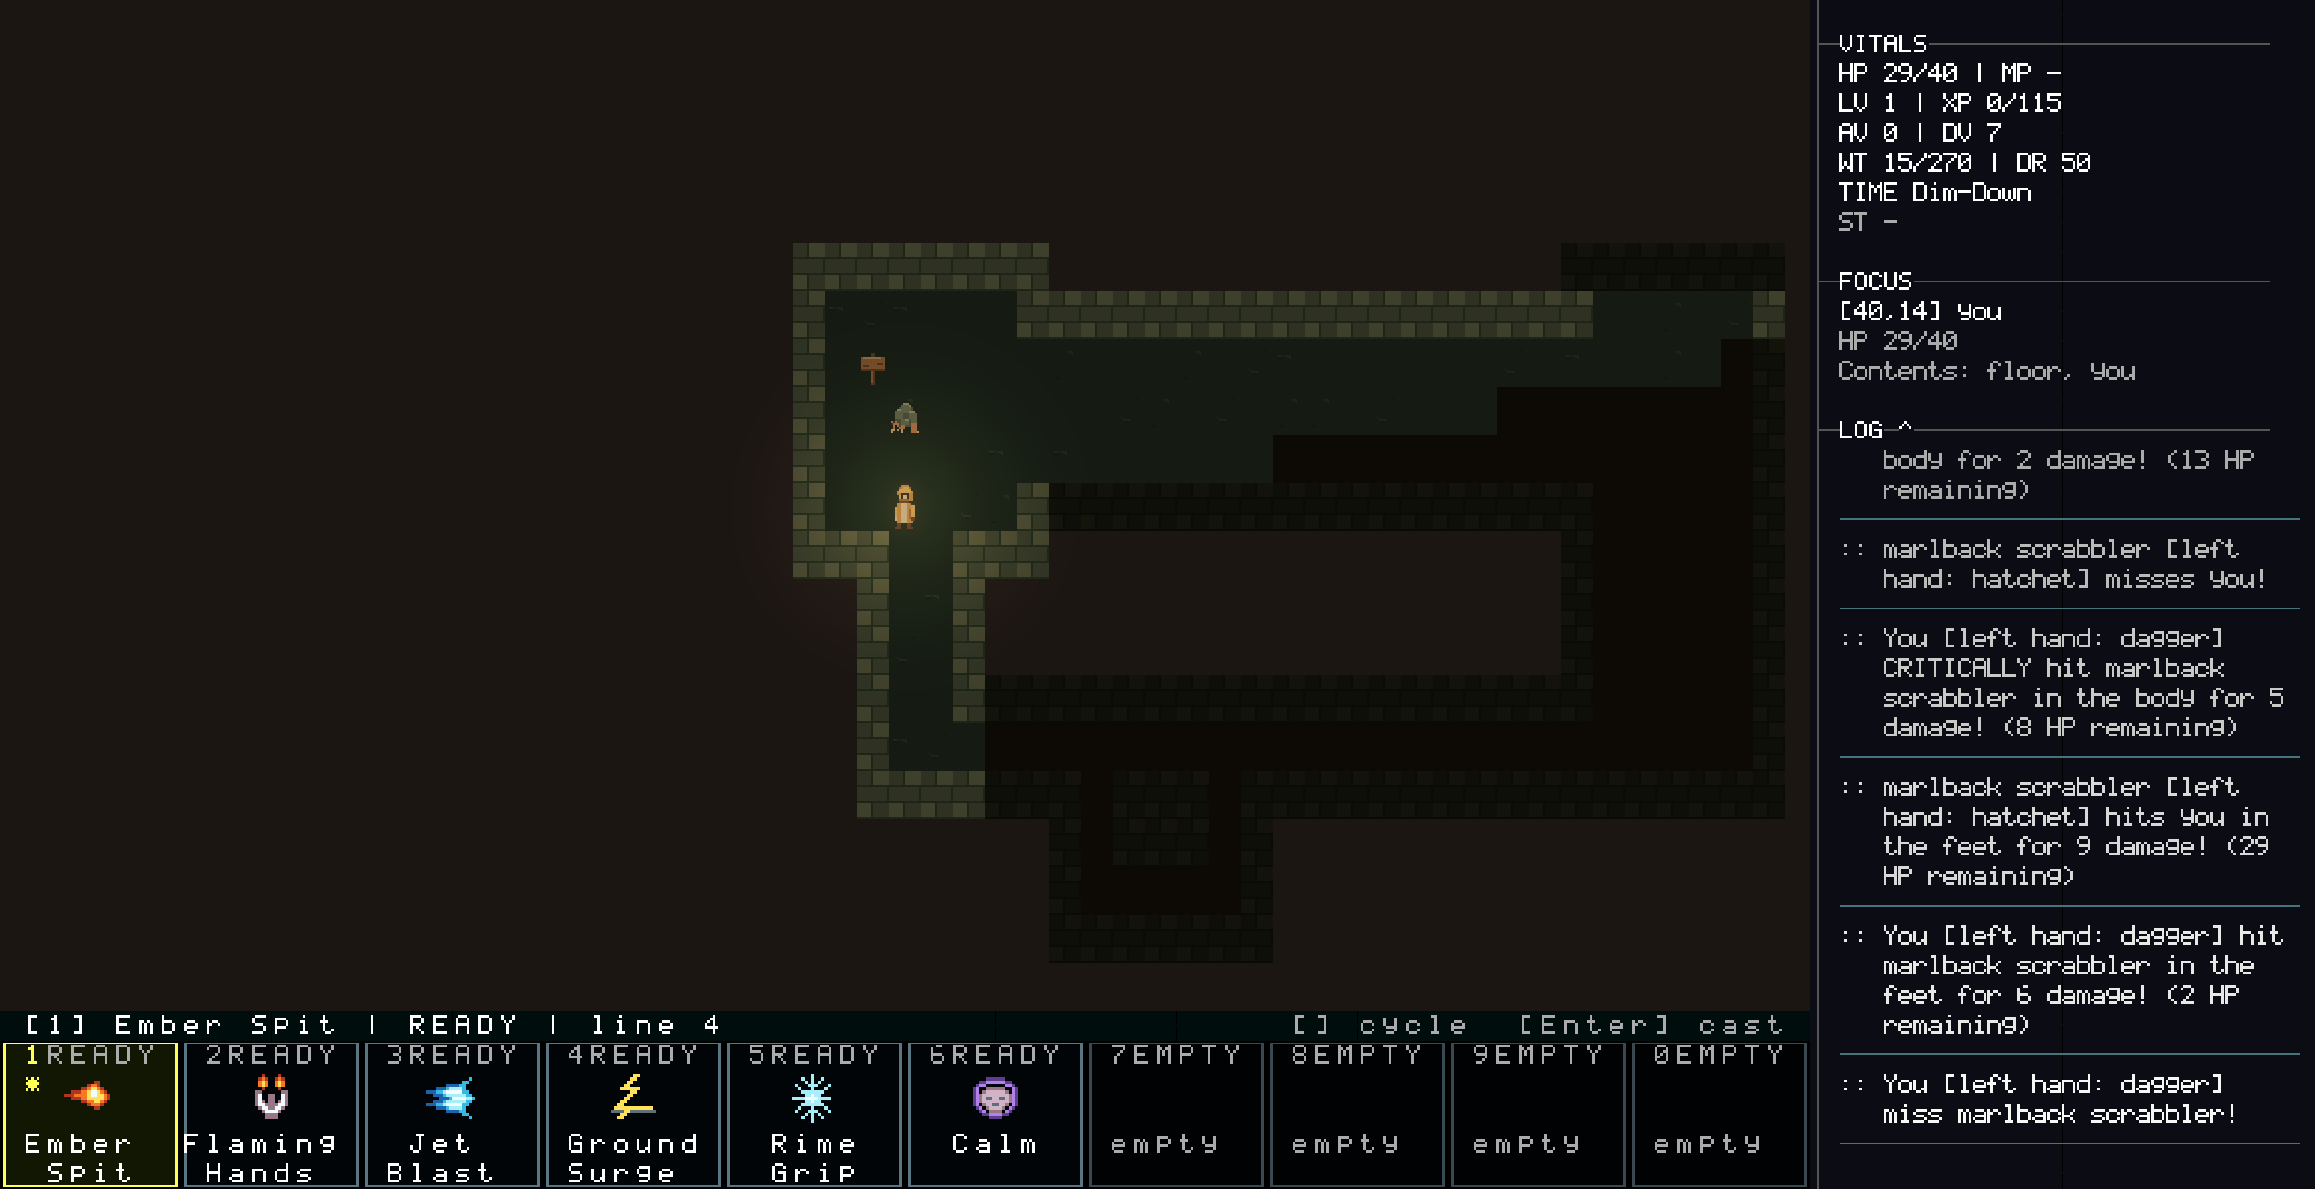 VITALS
HP 29/40 | MP -
LV 1 | XP 0/115
AV 0 | DV 7
WT 15/270 | DR 50
TIME Dim-Down
ST -
FOCUS
[40,14] you
HP 29/40
Contents: floor, you
LOG ^
body for 2 damage! (13 HP
remaining)
:: marlback scrabbler [left
hand: hatchet] misses you!
:: You [left hand: dagger]
CRITICALLY hit marlback
scrabbler in the body for 5
damage! (8 HP remaining)
:: marlback scrabbler [left
hand: hatchet] hits you in
the feet for 9 damage! (29
HP remaining)
:: You [left hand: dagger] hit
marlback scrabbler in the
feet for 6 damage! (2 HP
remaining)
:: You [left hand: dagger]
miss marlback scrabbler!
[1] Ember Spit | READY | line 4
[] cycle [Enter] cast
1READY 2READY 3READY 4READY 5READY 6READY 7EMPTY 8EMPTY 9EMPTY 0EMPTY
Ember Flaming Jet Ground Rime Calm empty empty empty empty
Spit Hands Blast Surge Grip